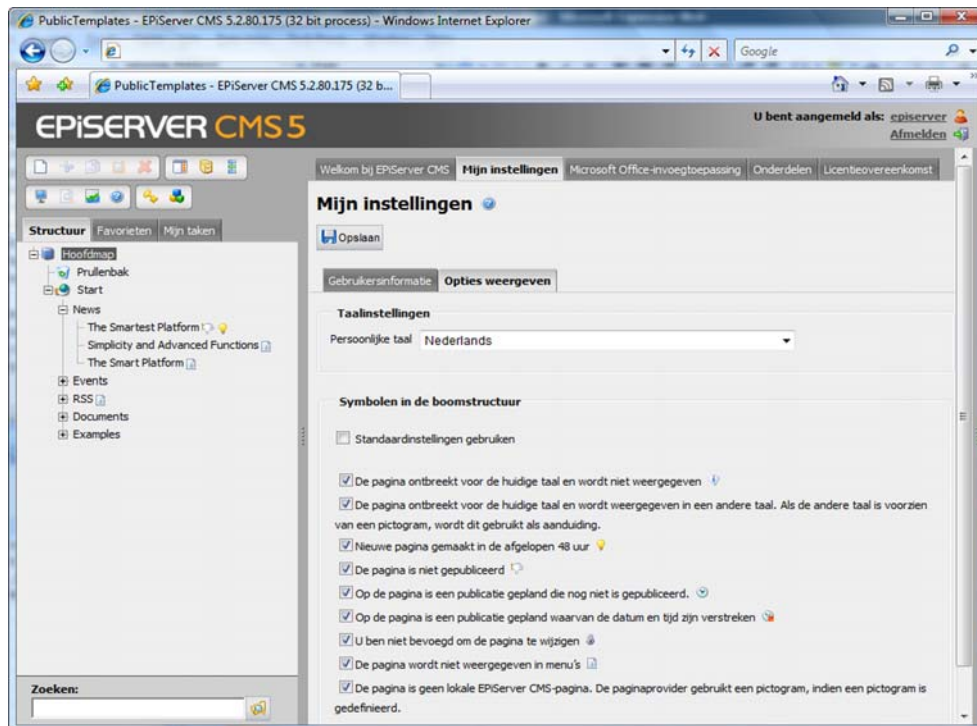 PublicTemplates - EPiServer CMS 5.2.80.175 (32 bit process) - Windows Internet Explorer
Google
PublicTemplates - EPiServer CMS 5.2.80.175 (32 b...
EPiSERVER CMS 5
U bent aangemeld als: episerver
Afmelden
Welkom bij EPiServer CMS Mijn instellingen Microsoft Office-invoegtoepassing Onderdelen Licentieovereenkomst
Mijn instellingen
Opslaan
Structuur Favorieten Mijn taken
Hoofdmap
Prullenbak
Start
News
The Smartest Platform
Simplicity and Advanced Functions
The Smart Platform
Events
RSS
Documents
Examples
Zoeken:
Gebruikersinformatie Opties weergeven
Taalinstellingen
Persoonlijke taal Nederlands
Symbolen in de boomstructuur
Standaardinstellingen gebruiken
De pagina ontbreekt voor de huidige taal en wordt niet weergegeven
De pagina ontbreekt voor de huidige taal en wordt weergegeven in een andere taal. Als de andere taal is voorzien
van een pictogram, wordt dit gebruikt als aanduiding.
Nieuwe pagina gemaakt in de afgelopen 48 uur
De pagina is niet gepubliceerd
Op de pagina is een publicatie gepland die nog niet is gepubliceerd.
Op de pagina is een publicatie gepland waarvan de datum en tijd zijn verstreken
U ben niet bevoegd om de pagina te wijzigen
De pagina wordt niet weergegeven in menu's
De pagina is geen lokale EPiServer CMS-pagina. De paginaprovider gebruikt een pictogram, indien een pictogram is
gedefinieerd.